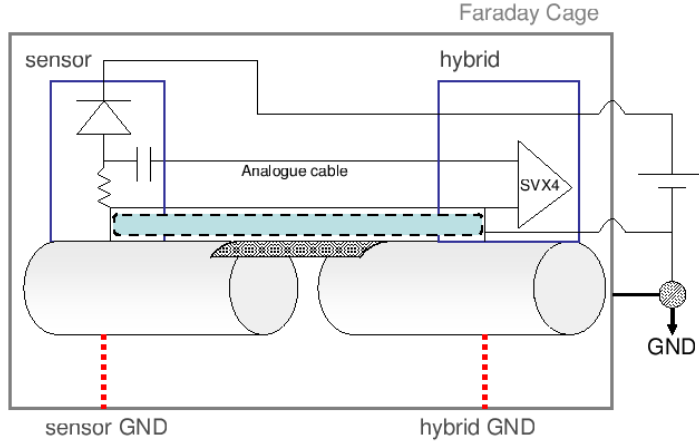 Faraday Cage
sensor
hybrid
Analogue cable
SVX4
GND
sensor GND
hybrid GND